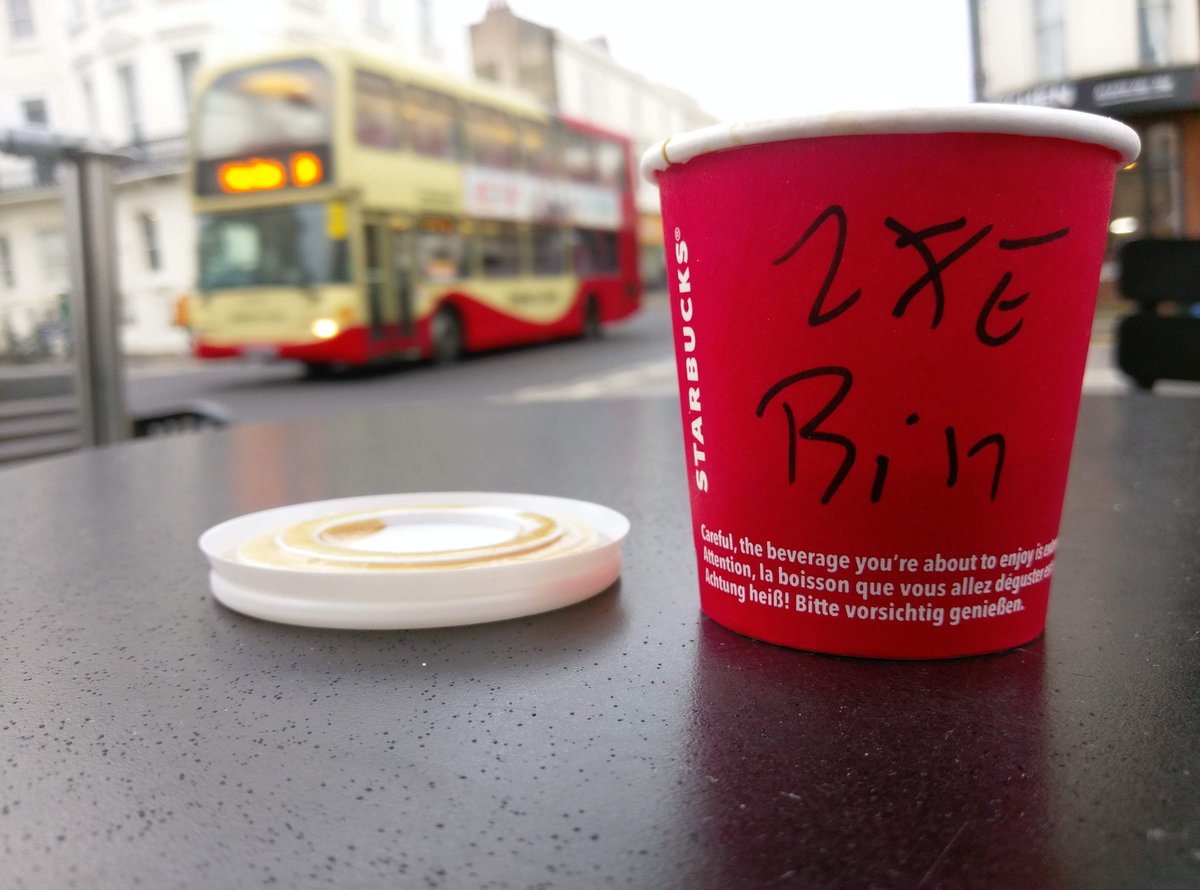 STARBUCKS®
2 X E
Bin
Careful, the beverage you're about to enjoy is
Attention, la boisson que vous allez déguster
Achtung heiß! Bitte vorsichtig genießen.